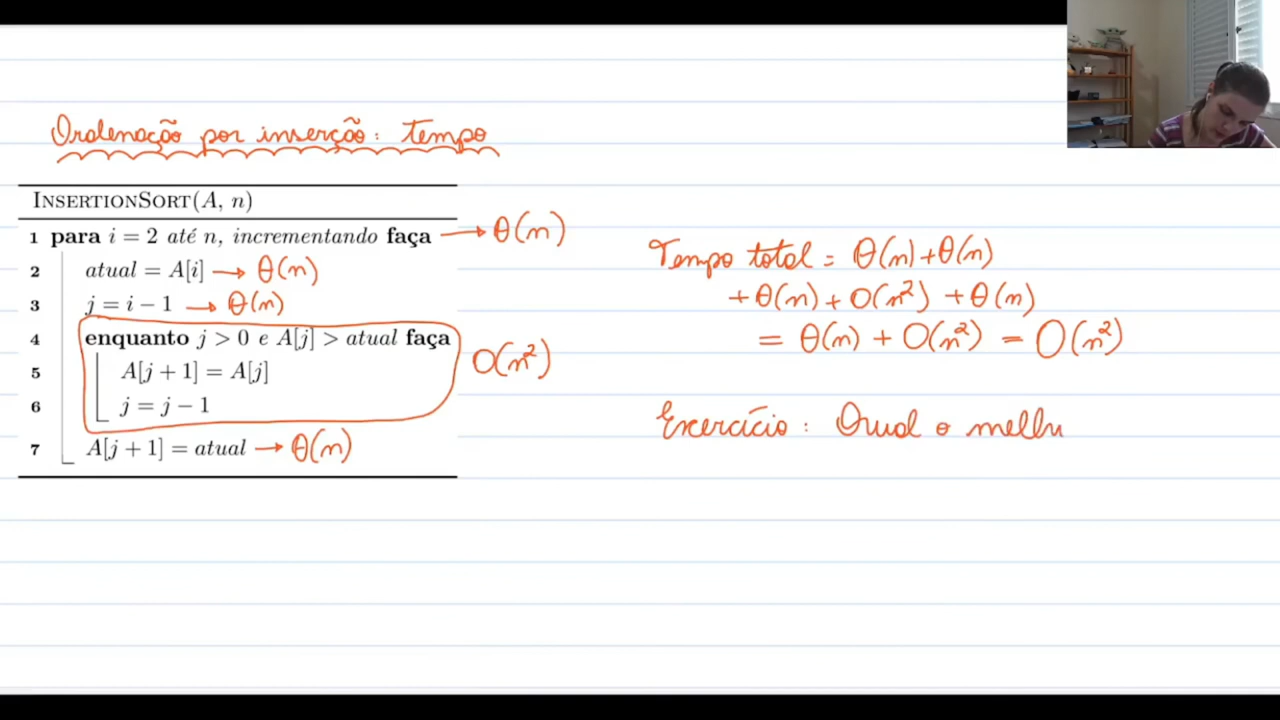 Ordenação por inserção: tempo
INSERTIONSORT(A, n)
1 para i = 2 até n, incrementando faça → Θ(n)
2 atual = A[i] → Θ(n)
3 j = i − 1 → Θ(n)
4 enquanto j > 0 e A[j] > atual faça
5 A[j + 1] = A[j]
6 j = j − 1
O(n²)
7 A[j + 1] = atual → Θ(n)
Tempo total = Θ(n) + Θ(n)
+ Θ(n) + O(n²) + Θ(n)
= Θ(n) + O(n²) = O(n²)
Exercício: Qual o melho